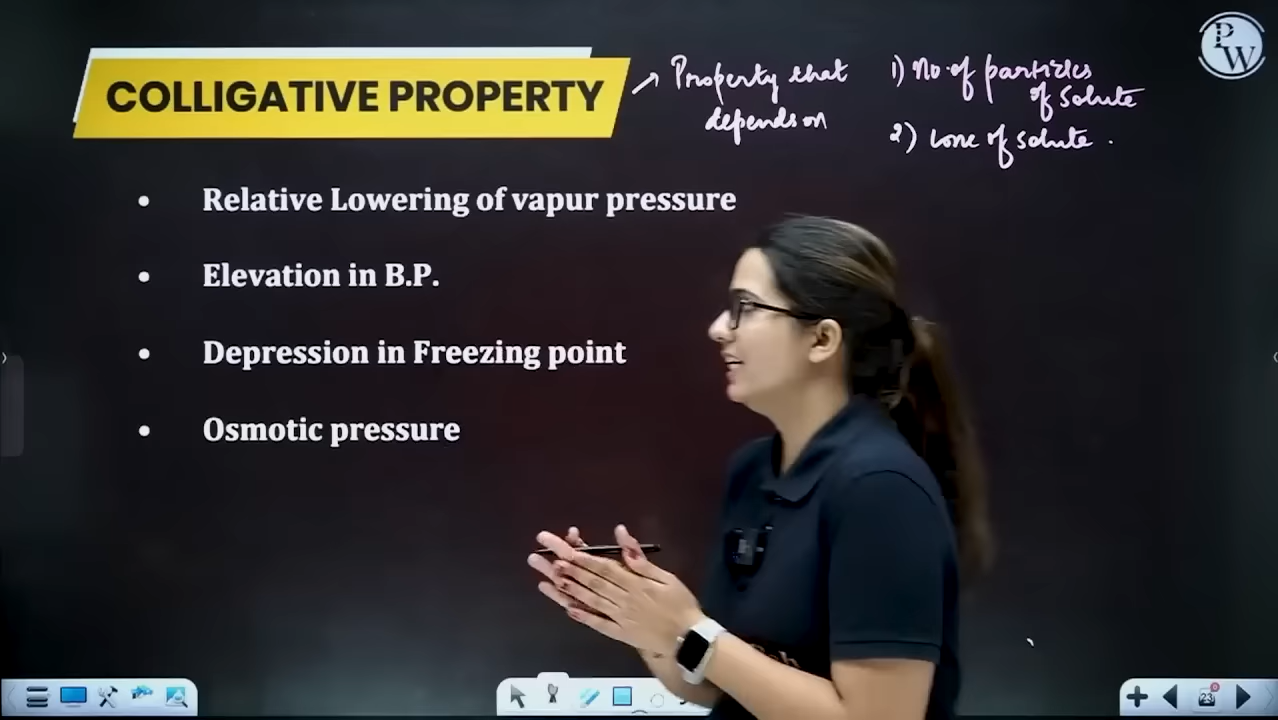 PW
COLLIGATIVE PROPERTY
Property that
depends on
1) no. of particles
of solute
2) conc of solute.
• Relative Lowering of vapur pressure
• Elevation in B.P.
• Depression in Freezing point
• Osmotic pressure
23